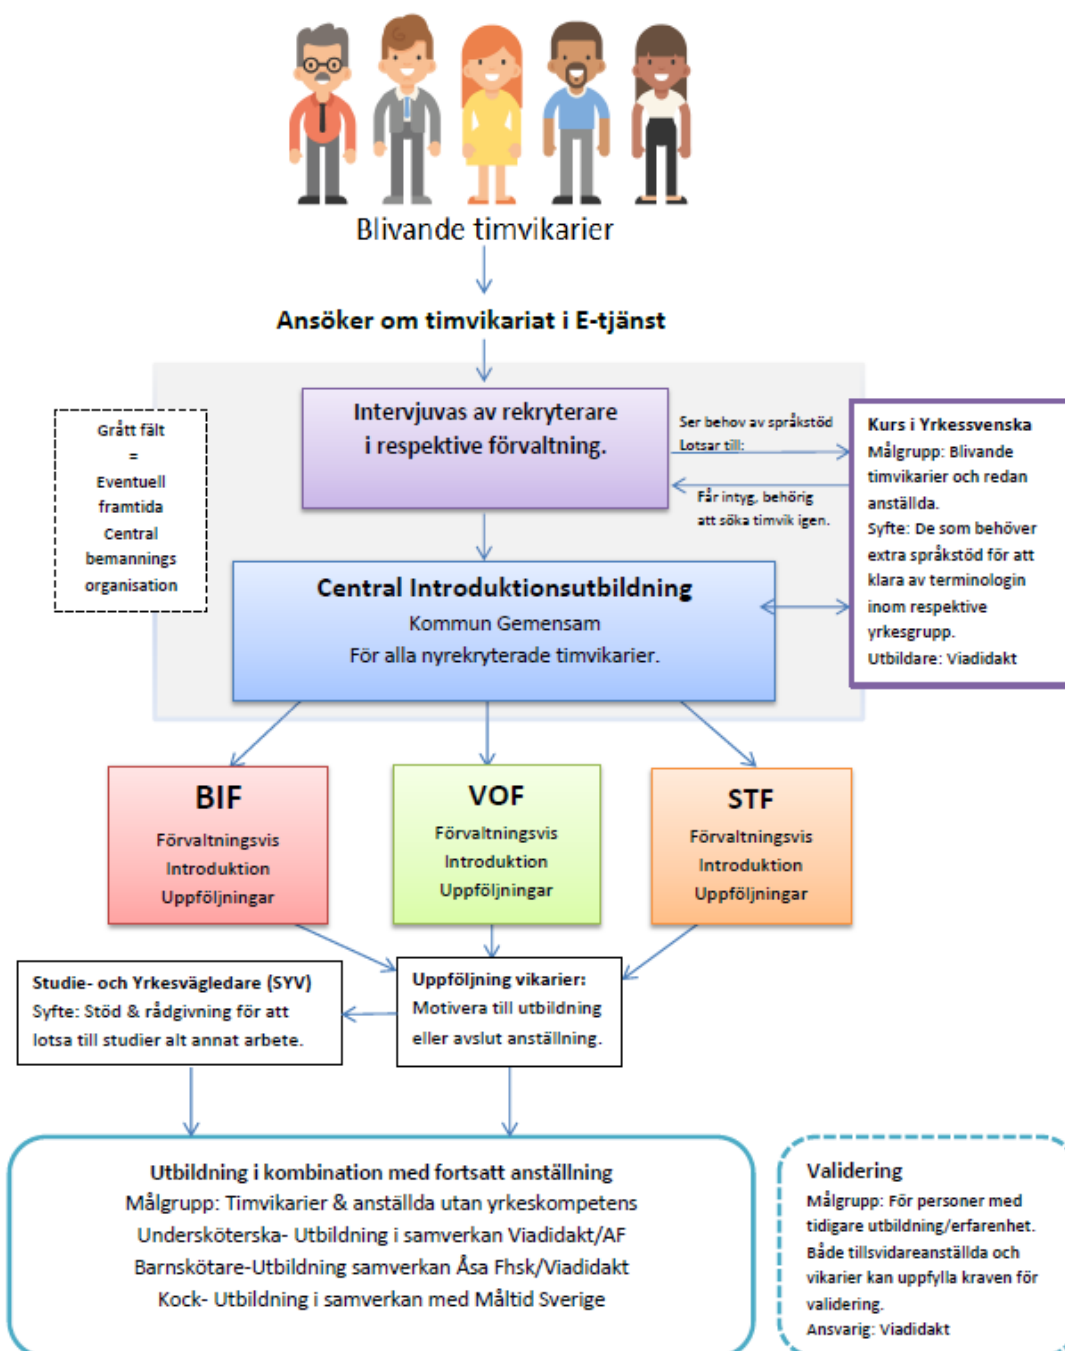 Blivande timvikarier
Ansöker om timvikariat i E-tjänst
Grått fält
=
Eventuell
framtida
Central
bemannings
organisation
Intervjuvas av rekryterare
i respektive förvaltning.
Ser behov av språkstöd
Lotsar till:
Får intyg, behörig
att söka timvik igen.
Kurs i Yrkessvenska
Målgrupp: Blivande
timvikarier och redan
anställda.
Syfte: De som behöver
extra språkstöd för att
klara av terminologin
inom respektive
yrkesgrupp.
Utbildare: Viadidakt
Central Introduktionsutbildning
Kommun Gemensam
För alla nyrekryterade timvikarier.
BIF
Förvaltningsvis
Introduktion
Uppföljningar
VOF
Förvaltningsvis
Introduktion
Uppföljningar
STF
Förvaltningsvis
Introduktion
Uppföljningar
Studie- och Yrkesvägledare (SYV)
Syfte: Stöd & rådgivning för att
lotsa till studier alt annat arbete.
Uppföljning vikarier:
Motivera till utbildning
eller avslut anställning.
Utbildning i kombination med fortsatt anställning
Målgrupp: Timvikarier & anställda utan yrkeskompetens
Undersköterska- Utbildning i samverkan Viadidakt/AF
Barnskötare-Utbildning samverkan Åsa Fhsk/Viadidakt
Kock- Utbildning i samverkan med Måltid Sverige
Validering
Målgrupp: För personer med
tidigare utbildning/erfarenhet.
Både tillsvidareanställda och
vikarier kan uppfylla kraven för
validering.
Ansvarig: Viadidakt